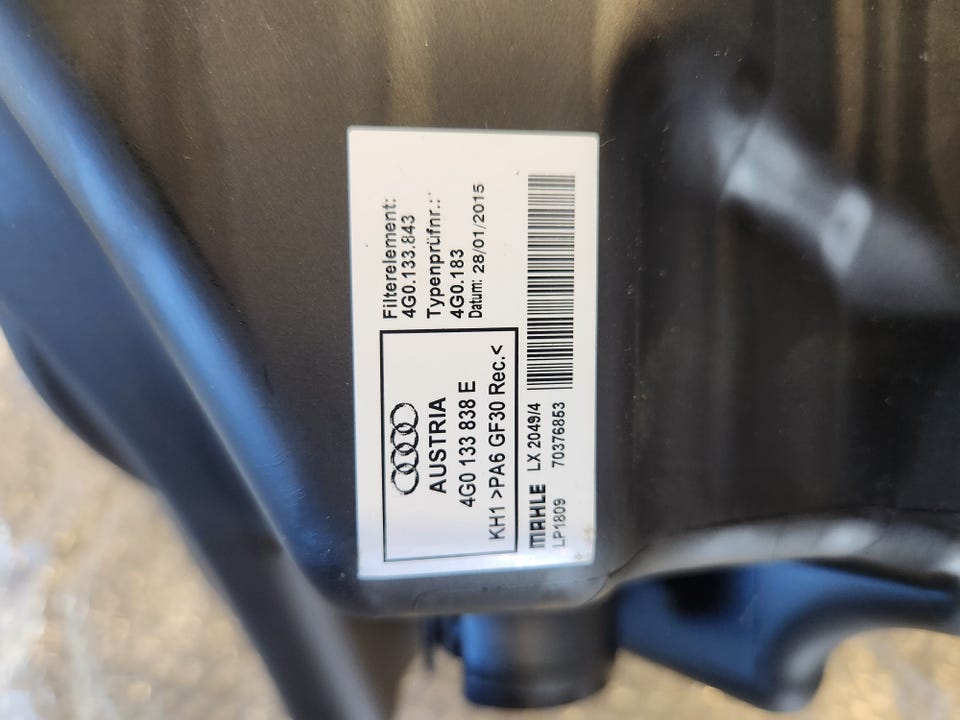 AUSTRIA
4G0 133 838 E
KH1 >PA6 GF30 Rec.<
Filterelement:
4G0.133.843
Typenprüfnr.:
4G0.183
Datum: 28/01/2015
MAHLE LX 2049/4
LP1809 70376853